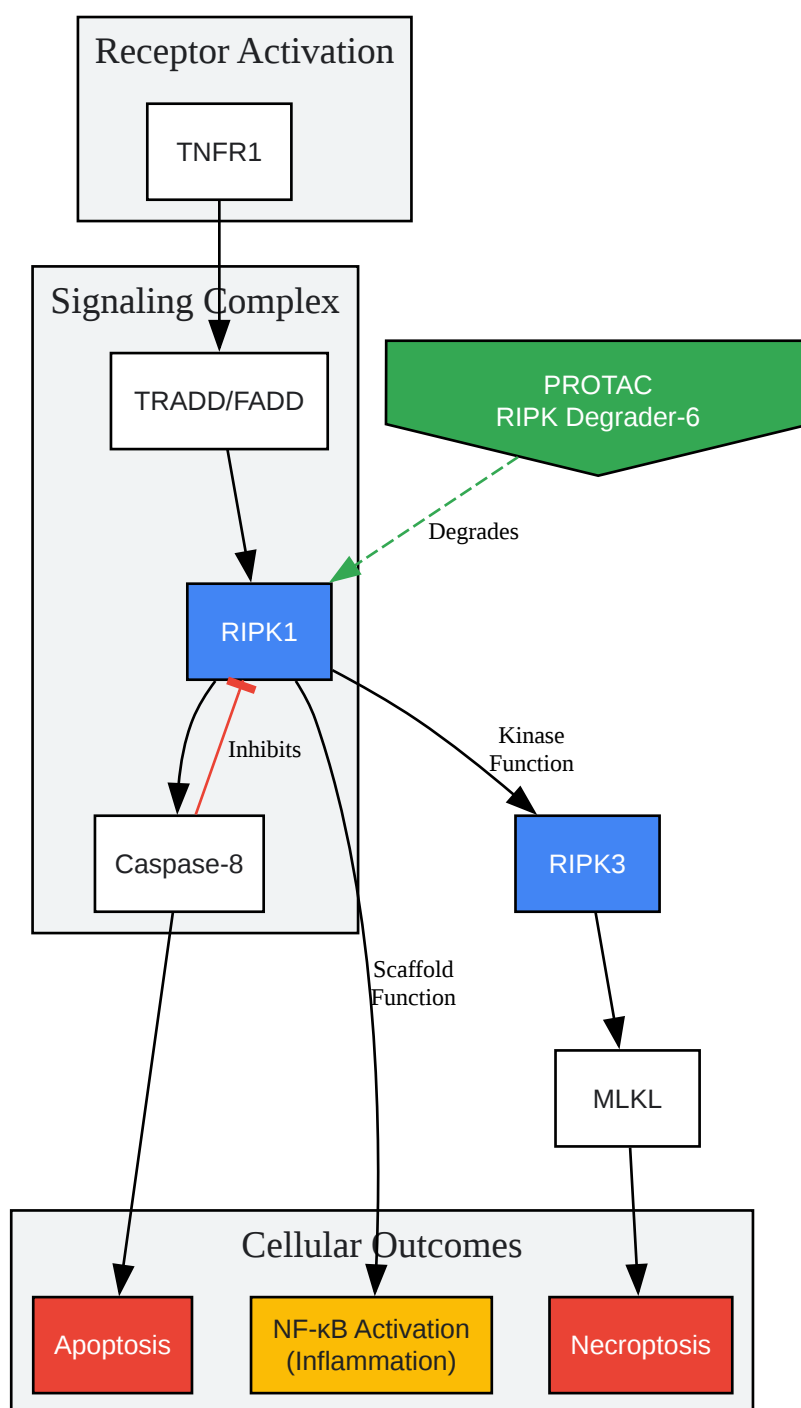 Receptor Activation
TNFR1
Signaling Complex
TRADD/FADD
PROTAC
RIPK Degrader-6
Degrades
RIPK1
Inhibits
Kinase
Function
Caspase-8
RIPK3
Scaffold
Function
MLKL
Cellular Outcomes
Apoptosis
NF-κB Activation
(Inflammation)
Necroptosis